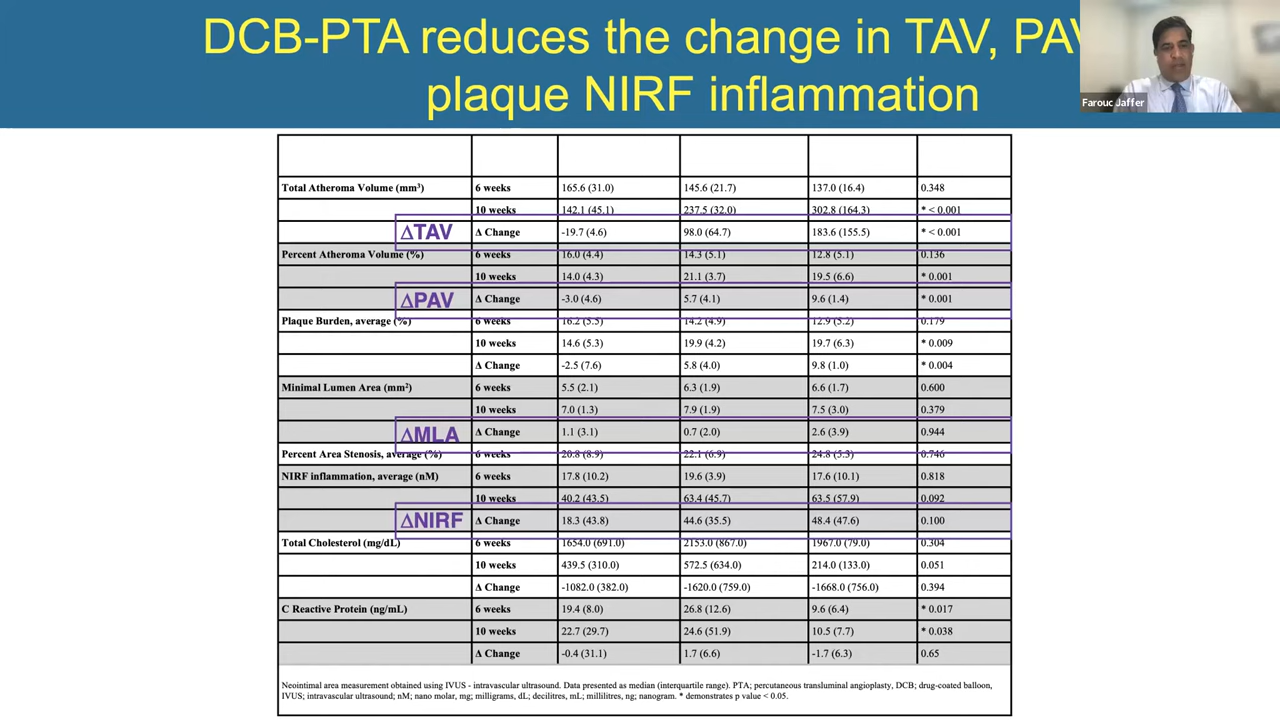 DCB-PTA reduces the change in TAV, PAV
plaque NIRF inflammation
Farouc Jaffer
Total Atheroma Volume (mm³) 6 weeks 165.6 (31.0) 145.6 (21.7) 137.0 (16.4) 0.348
10 weeks 142.1 (45.1) 237.5 (32.0) 302.8 (164.3) * < 0.001
ΔTAV Δ Change -19.7 (4.6) 98.0 (64.7) 183.6 (155.5) * < 0.001
Percent Atheroma Volume (%) 6 weeks 16.0 (4.4) 14.3 (5.1) 12.8 (5.1) 0.136
10 weeks 14.0 (4.3) 21.1 (3.7) 19.5 (6.6) * 0.001
ΔPAV Δ Change -3.0 (4.6) 5.7 (4.1) 9.6 (1.4) * 0.001
Plaque Burden, average (%) 6 weeks 16.2 (5.5) 14.2 (4.9) 12.9 (5.2) 0.179
10 weeks 14.6 (5.3) 19.9 (4.2) 19.7 (6.3) * 0.009
Δ Change -2.5 (7.6) 5.8 (4.0) 9.8 (1.0) * 0.004
Minimal Lumen Area (mm²) 6 weeks 5.5 (2.1) 6.3 (1.9) 6.6 (1.7) 0.600
10 weeks 7.0 (1.3) 7.9 (1.9) 7.5 (3.0) 0.379
ΔMLA Δ Change 1.1 (3.1) 0.7 (2.0) 2.6 (3.9) 0.944
Percent Area Stenosis, average (%) 6 weeks 20.8 (8.9) 22.1 (6.9) 24.8 (5.3) 0.746
NIRF inflammation, average (nM) 6 weeks 17.8 (10.2) 19.6 (3.9) 17.6 (10.1) 0.818
10 weeks 40.2 (43.5) 63.4 (45.7) 63.5 (57.9) 0.092
ΔNIRF Δ Change 18.3 (43.8) 44.6 (35.5) 48.4 (47.6) 0.100
Total Cholesterol (mg/dL) 6 weeks 1654.0 (691.0) 2153.0 (867.0) 1967.0 (79.0) 0.304
10 weeks 439.5 (310.0) 572.5 (634.0) 214.0 (133.0) 0.051
Δ Change -1082.0 (382.0) -1620.0 (759.0) -1668.0 (756.0) 0.394
C Reactive Protein (ng/mL) 6 weeks 19.4 (8.0) 26.8 (12.6) 9.6 (6.4) * 0.017
10 weeks 22.7 (29.7) 24.6 (51.9) 10.5 (7.7) * 0.038
Δ Change -0.4 (31.1) 1.7 (6.6) -1.7 (6.3) 0.65
Neointimal area measurement obtained using IVUS - intravascular ultrasound. Data presented as median (interquartile range). PTA; percutaneous transluminal angioplasty, DCB; drug-coated balloon,
IVUS; intravascular ultrasound; nM; nano molar, mg; milligrams, dL; decilitres, mL; millilitres, ng; nanogram. * demonstrates p value < 0.05.